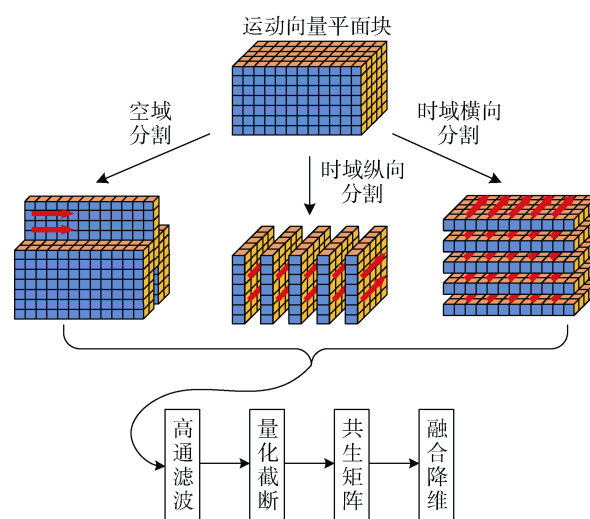 运动向量平面块
空域
分割
时域横向
分割
时域纵向
分割
高通滤波
量化截断
共生矩阵
融合降维